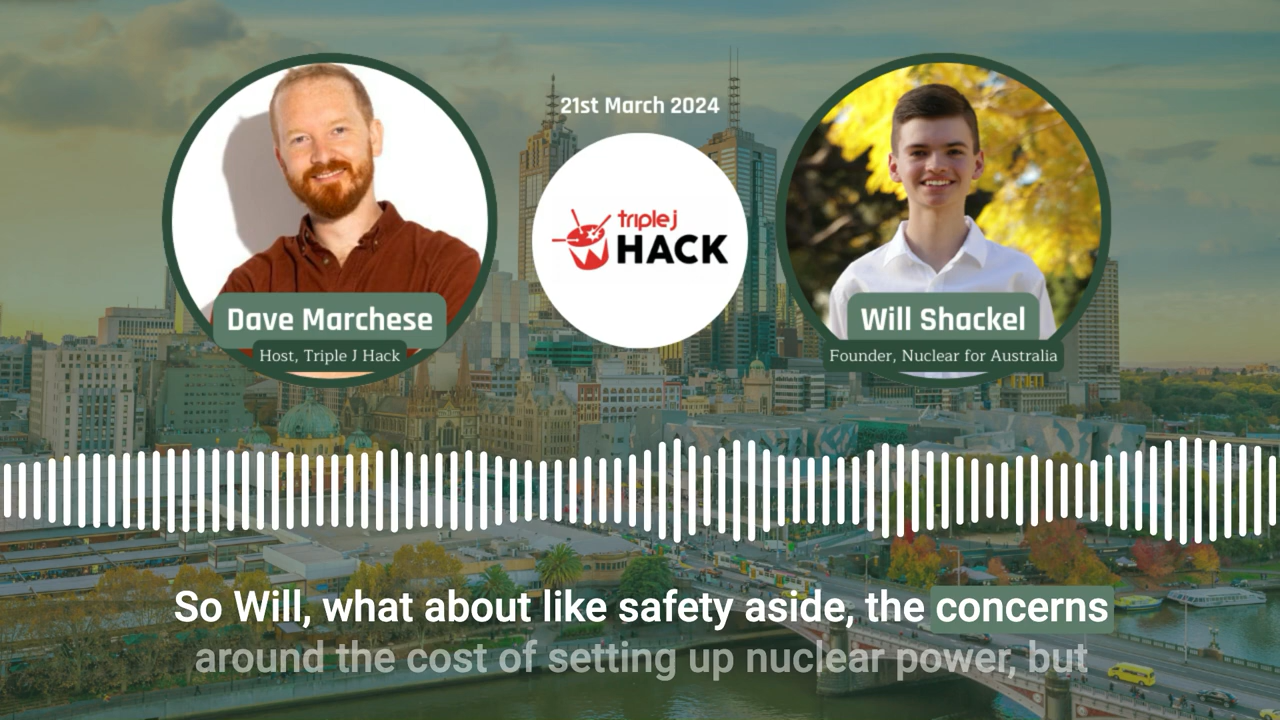 21st March 2024
triple j
HACK
Dave Marchese
Host, Triple J Hack
Will Shackel
Founder, Nuclear for Australia
So Will, what about like safety aside, the concerns
around the cost of setting up nuclear power, but